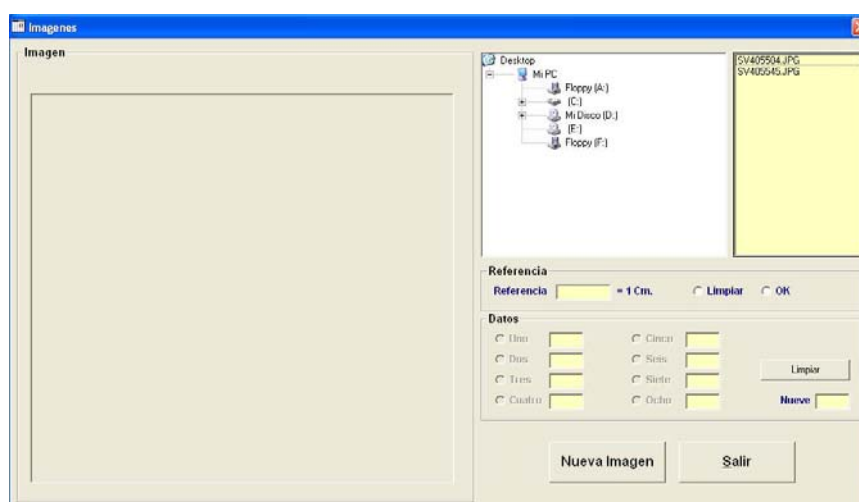 Imagenes
Imagen
Desktop
Mi PC
Floppy (A:)
(C:)
Mi Disco (D:)
(E:)
Floppy (F:)
SV405504.JPG
SV405545.JPG
Referencia
Referencia = 1 Cm. Limpiar OK
Datos
Uno Cinco
Dos Seis
Tres Siete Limpiar
Cuatro Ocho Nueve
Nueva Imagen Salir